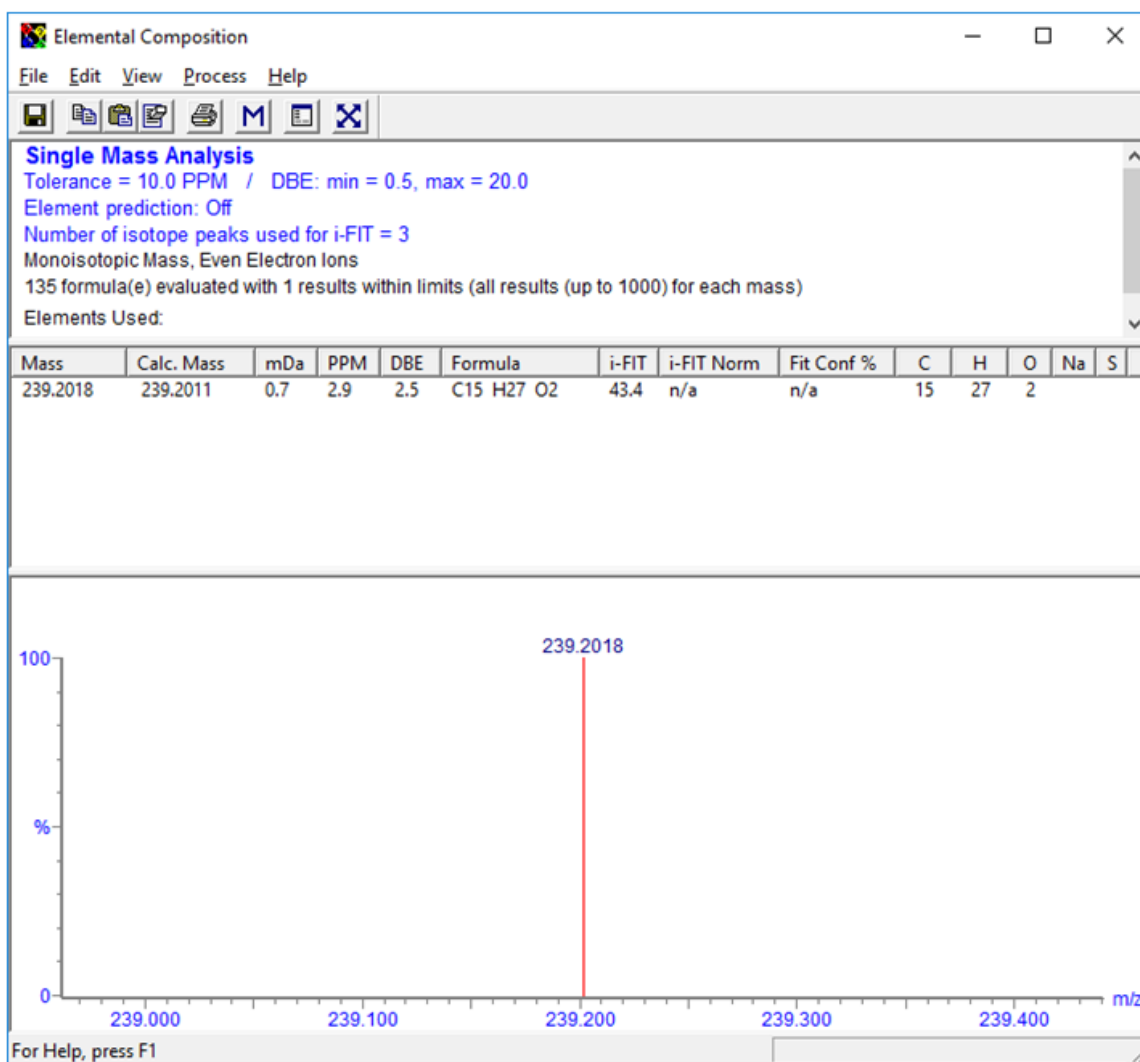 Elemental Composition
File Edit View Process Help
Single Mass Analysis
Tolerance = 10.0 PPM / DBE: min = 0.5, max = 20.0
Element prediction: Off
Number of isotope peaks used for i-FIT = 3
Monoisotopic Mass, Even Electron Ions
135 formula(e) evaluated with 1 results within limits (all results (up to 1000) for each mass)
Elements Used:
Mass Calc. Mass mDa PPM DBE Formula i-FIT i-FIT Norm Fit Conf % C H O Na S
239.2018 239.2011 0.7 2.9 2.5 C15 H27 O2 43.4 n/a n/a 15 27 2
239.2018
100
%
0
m/z
239.000 239.100 239.200 239.300 239.400
For Help, press F1